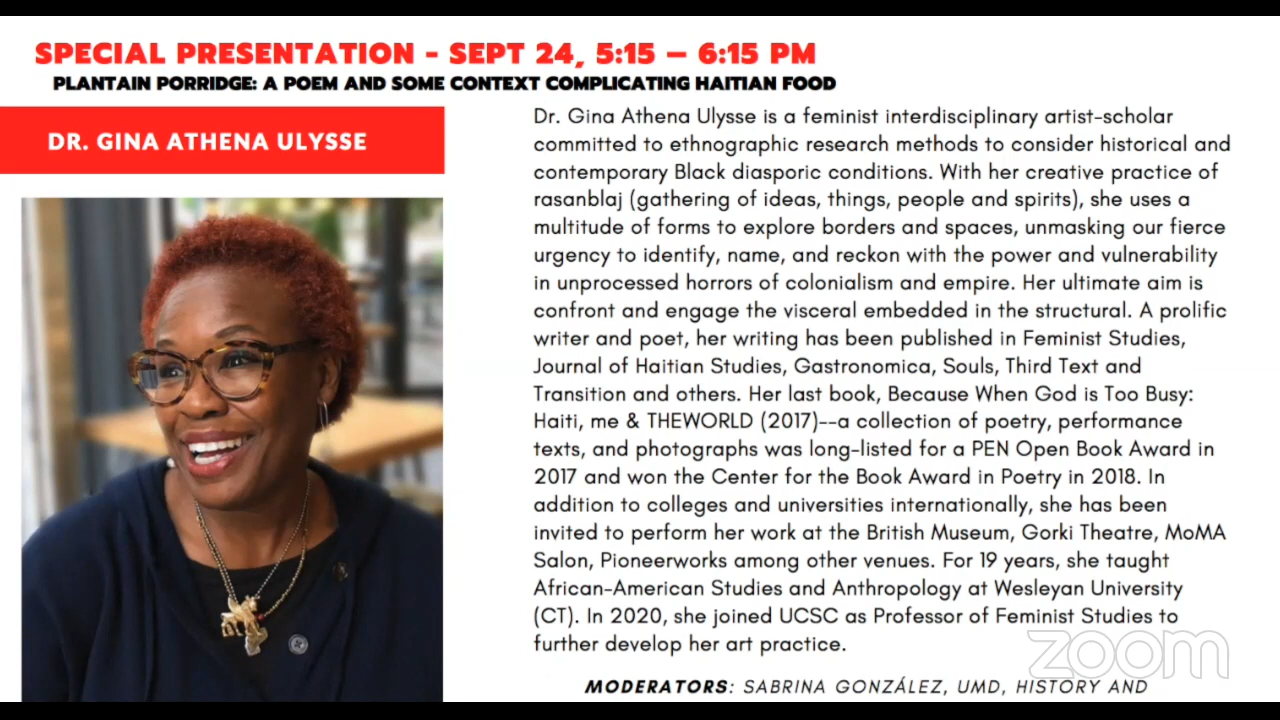 SPECIAL PRESENTATION - SEPT 24, 5:15 – 6:15 PM
PLANTAIN PORRIDGE: A POEM AND SOME CONTEXT COMPLICATING HAITIAN FOOD
DR. GINA ATHENA ULYSSE
Dr. Gina Athena Ulysse is a feminist interdisciplinary artist-scholar
committed to ethnographic research methods to consider historical and
contemporary Black diasporic conditions. With her creative practice of
rasanblaj (gathering of ideas, things, people and spirits), she uses a
multitude of forms to explore borders and spaces, unmasking our fierce
urgency to identify, name, and reckon with the power and vulnerability
in unprocessed horrors of colonialism and empire. Her ultimate aim is
confront and engage the visceral embedded in the structural. A prolific
writer and poet, her writing has been published in Feminist Studies,
Journal of Haitian Studies, Gastronomica, Souls, Third Text and
Transition and others. Her last book, Because When God is Too Busy:
Haiti, me & THEWORLD (2017)--a collection of poetry, performance
texts, and photographs was long-listed for a PEN Open Book Award in
2017 and won the Center for the Book Award in Poetry in 2018. In
addition to colleges and universities internationally, she has been
invited to perform her work at the British Museum, Gorki Theatre, MoMA
Salon, Pioneerworks among other venues. For 19 years, she taught
African-American Studies and Anthropology at Wesleyan University
(CT). In 2020, she joined UCSC as Professor of Feminist Studies to
further develop her art practice.
zoom
MODERATORS: SABRINA GONZÁLEZ, UMD, HISTORY AND